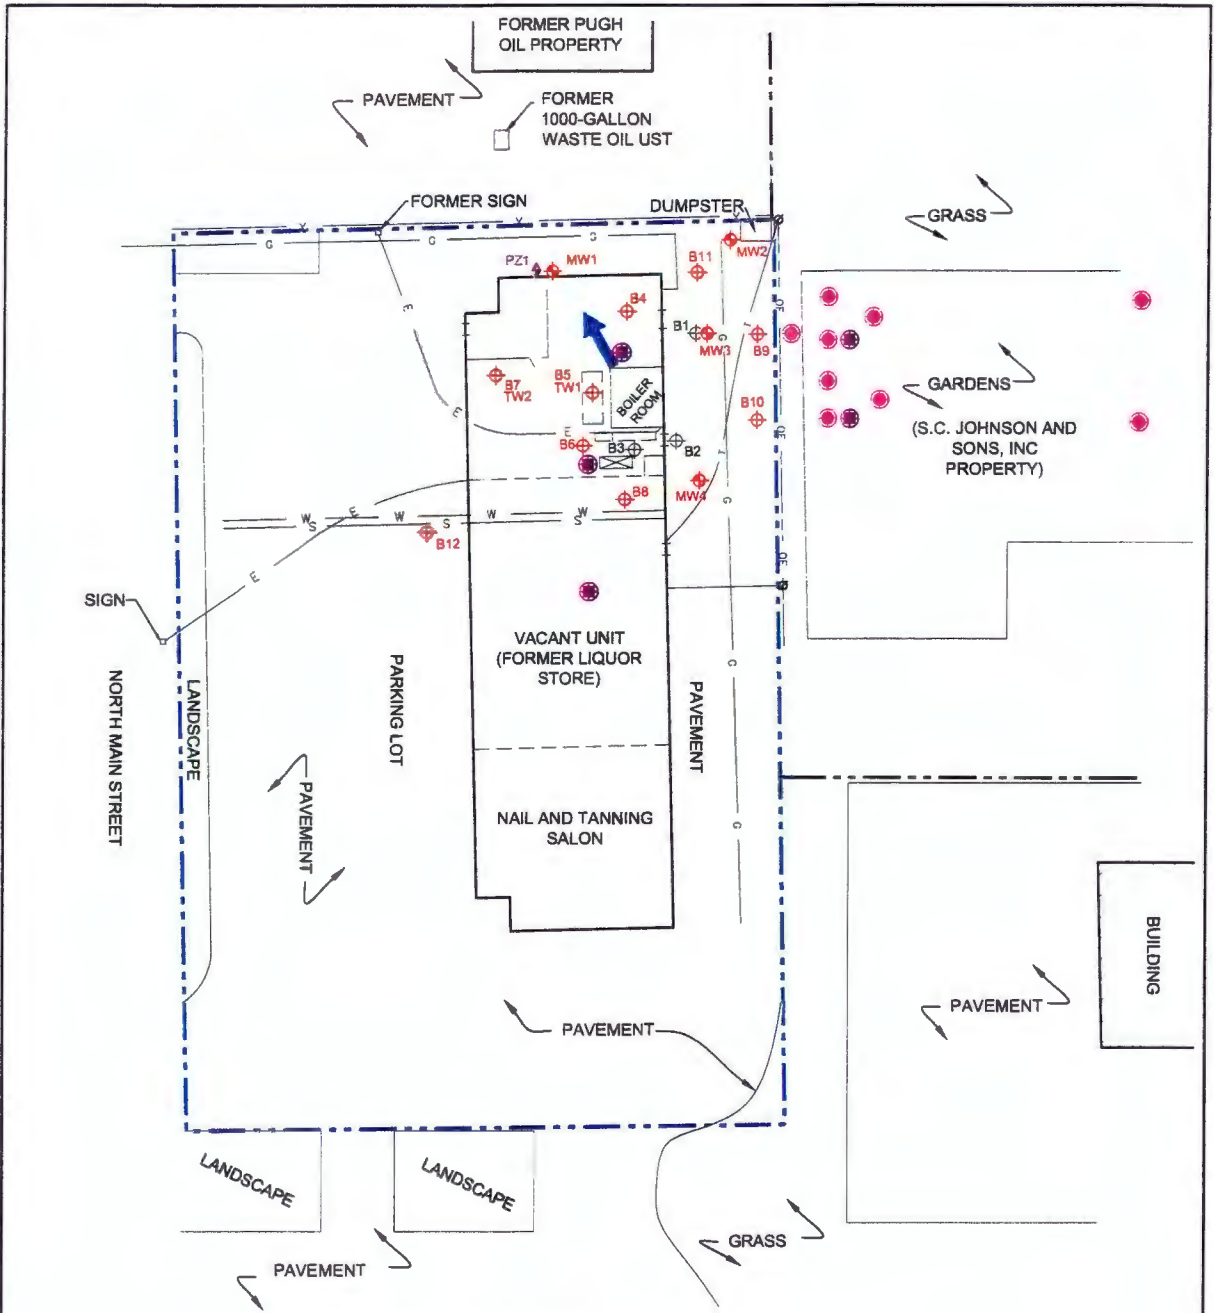 FORMER PUGH
OIL PROPERTY
PAVEMENT
FORMER
1000-GALLON
WASTE OIL UST
FORMER SIGN
DUMPSTER
GRASS
V
V
V
G
G
G
PZ1
MW1
B11
MW2
B4
E
B1
G
MW3
J
B9
OE
B7
TW2
B5
TW1
BOILER
ROOM
GARDENS
(S.C. JOHNSON AND
SONS, INC
PROPERTY)
E
E
B10
OE
B6
B3
B2
J
B8
MW4
G
E
W
W
W
W
W
S
S
S
B12
E
OE
SIGN
VACANT UNIT
(FORMER LIQUOR
STORE)
G
NORTH MAIN STREET
LANDSCAPE
PARKING LOT
PAVEMENT
PAVEMENT
NAIL AND TANNING
SALON
G
BUILDING
PAVEMENT
PAVEMENT
LANDSCAPE
LANDSCAPE
GRASS
PAVEMENT